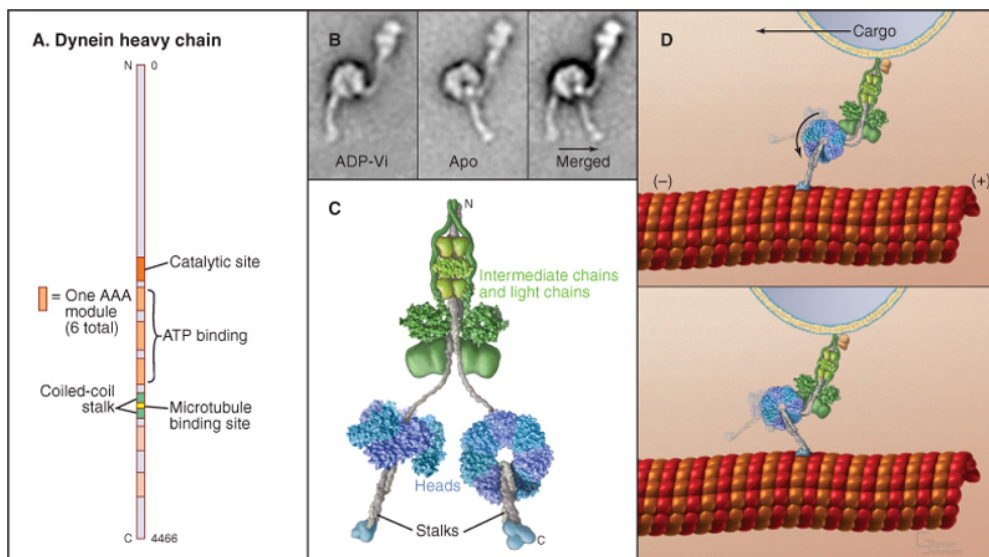 A. Dynein heavy chain
N
0
Catalytic site
= One AAA
module
(6 total)
ATP binding
Coiled-coil
stalk
Microtubule
binding site
C
4466
B
ADP-Vi
Apo
Merged
C
N
Intermediate chains
and light chains
Heads
Stalks
C
D
Cargo
(–)
(+)